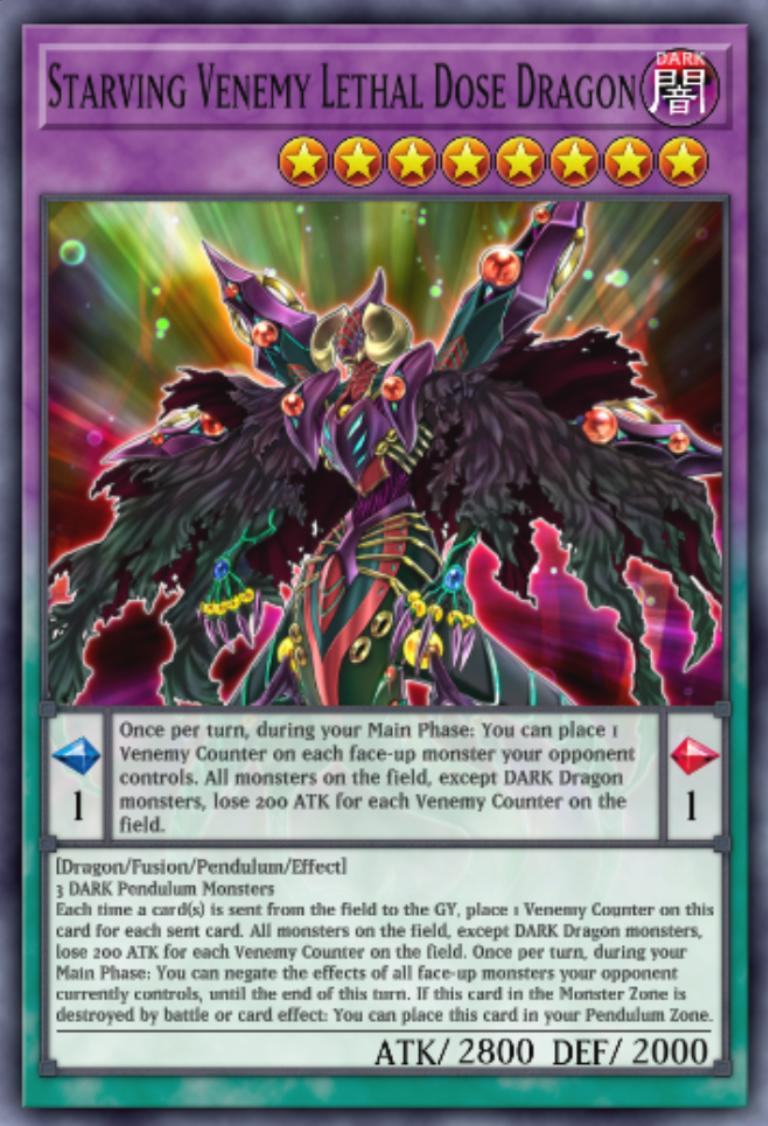 STARVING VENEMY LETHAL DOSE DRAGON
DARK
闇
Once per turn, during your Main Phase: You can place 1
Venemy Counter on each face-up monster your opponent
controls. All monsters on the field, except DARK Dragon
monsters, lose 200 ATK for each Venemy Counter on the
field.
1
1
[Dragon/Fusion/Pendulum/Effect]
3 DARK Pendulum Monsters
Each time a card(s) is sent from the field to the GY, place 1 Venemy Counter on this
card for each sent card. All monsters on the field, except DARK Dragon monsters,
lose 200 ATK for each Venemy Counter on the field. Once per turn, during your
Main Phase: You can negate the effects of all face-up monsters your opponent
currently controls, until the end of this turn. If this card in the Monster Zone is
destroyed by battle or card effect: You can place this card in your Pendulum Zone.
ATK/ 2800 DEF/ 2000